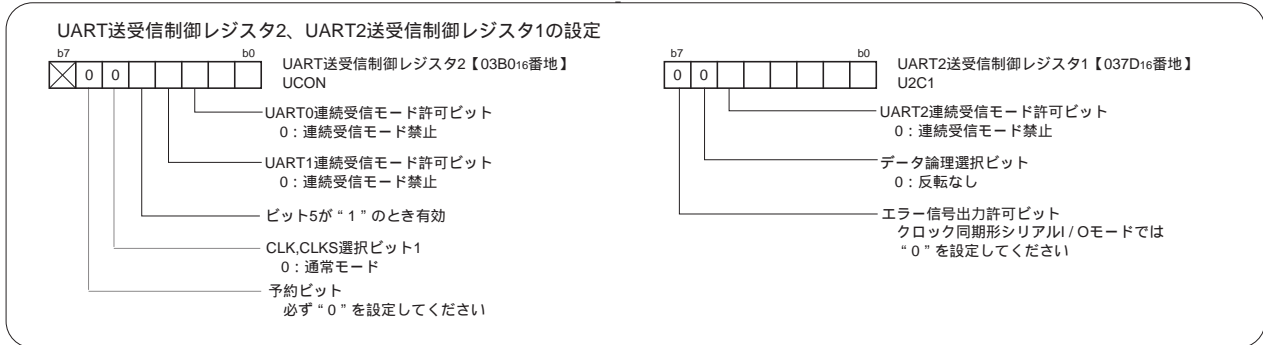 UART送受信制御レジスタ2、UART2送受信制御レジスタ1の設定
b7 b0
0 0
UART送受信制御レジスタ2【03B016番地】
UCON
UART0連続受信モード許可ビット
0：連続受信モード禁止
UART1連続受信モード許可ビット
0：連続受信モード禁止
ビット5が“1”のとき有効
CLK,CLKS選択ビット1
0：通常モード
予約ビット
必ず“0”を設定してください
b7 b0
0 0
UART2送受信制御レジスタ1【037D16番地】
U2C1
UART2連続受信モード許可ビット
0：連続受信モード禁止
データ論理選択ビット
0：反転なし
エラー信号出力許可ビット
クロック同期形シリアルI/Oモードでは
“0”を設定してください